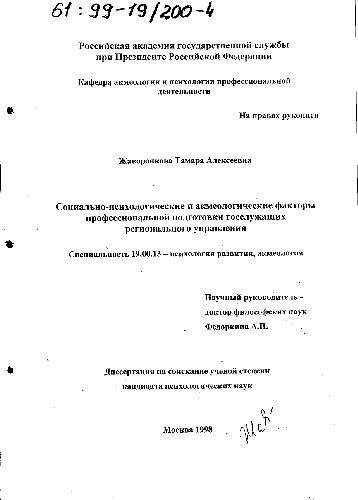 61:99-19/200-4
Российская академия государственной службы
при Президенте Российской Федерации
Кафедра акмеологии и психологии профессиональной
деятельности
На правах рукописи
Жаворонкова Тамара Алексеевна
Социально-психологические и акмеологические факторы
профессиональной подготовки госслужащих
регионального управления
Специальность 19.00.13 – психология развития, акмеология
Научный руководитель -
доктор философских наук
Федоркина А.П.
Диссертация на соискание ученой степени
кандидата психологических наук
Москва 1998